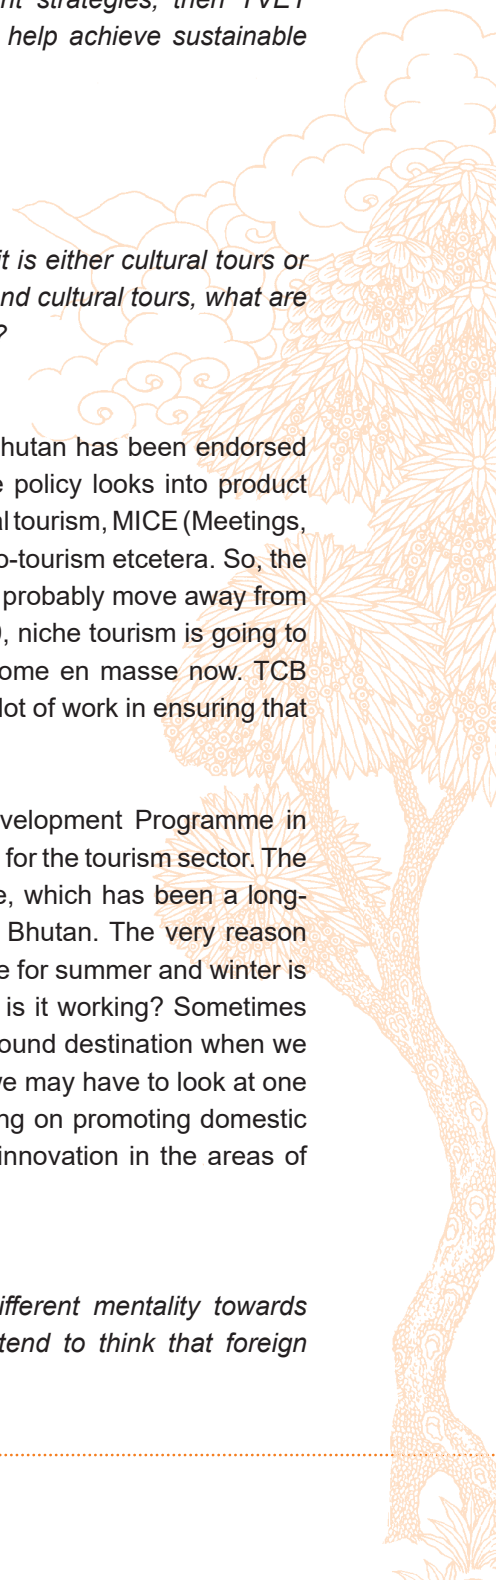 strategies, then TVET
help achieve sustainable
it is either cultural tours or
nd cultural tours, what are
?
hutan has been endorsed
e policy looks into product
al tourism, MICE (Meetings,
o-tourism etcetera. So, the
probably move away from
, niche tourism is going to
ome en masse now. TCB
lot of work in ensuring that
velopment Programme in
for the tourism sector. The
e, which has been a long-
Bhutan. The very reason
e for summer and winter is
is it working? Sometimes
ound destination when we
we may have to look at one
ng on promoting domestic
innovation in the areas of
ifferent mentality towards
tend to think that foreign